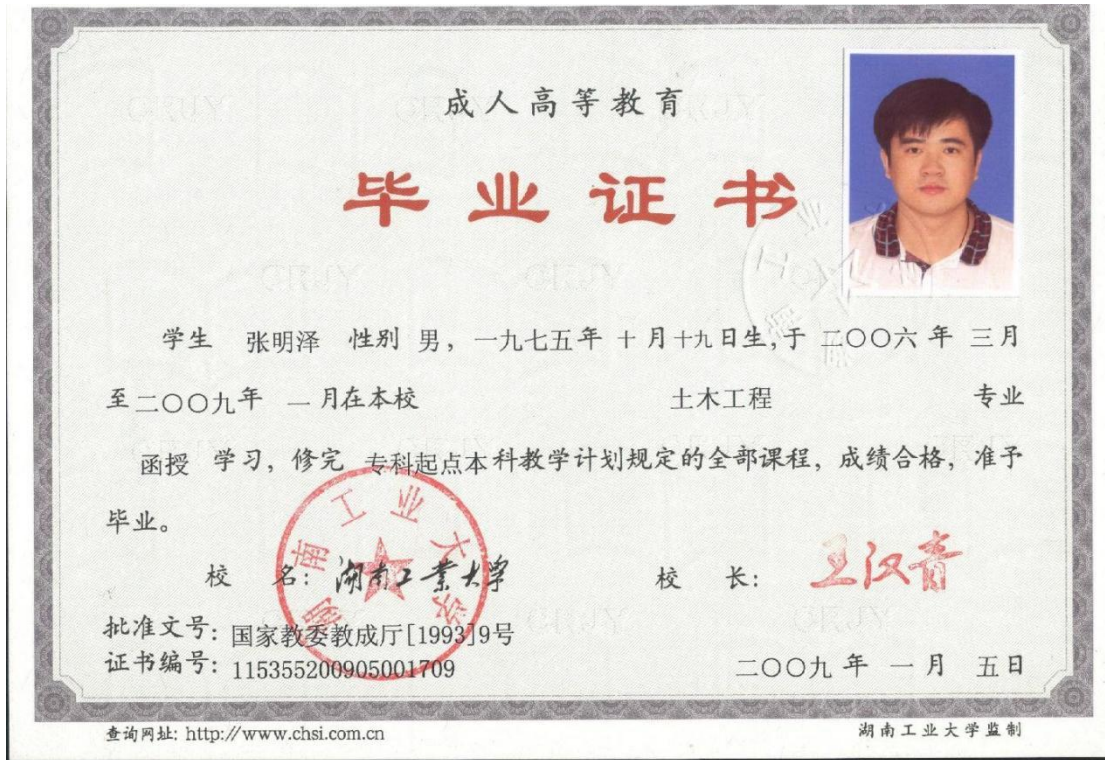 成人高等教育
毕业证书
学生 张明泽 性别 男，一九七五年 十月十九日生，于 二〇〇六年 三月
至二〇〇九年 一月在本校 土木工程 专业
函授 学习，修完 专科起点本科教学计划规定的全部课程，成绩合格，准予
毕业。
湖南工业大学
校 名：湖南工业大学 校 长：王汉青
批准文号：国家教委教成厅[1993]9号
证书编号：115355200905001709 二〇〇九年 一月 五日
查询网址：http://www.chsi.com.cn 湖南工业大学监制